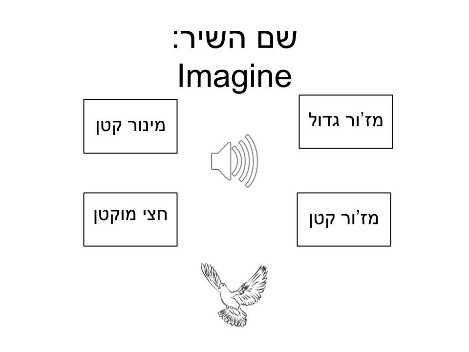 שם השיר:
Imagine
מז'ור גדול
מינור קטן
מז'ור קטן
חצי מוקטן